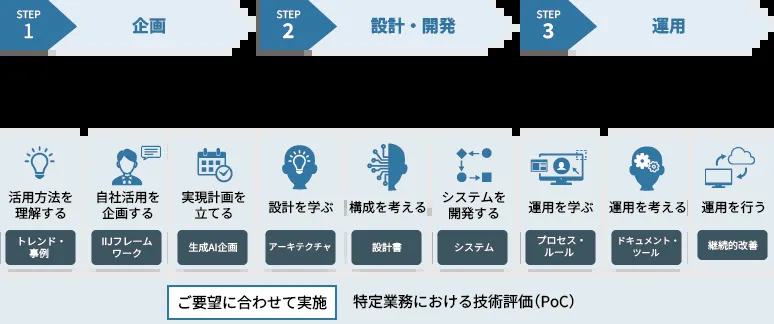 STEP
1
企画
STEP
2
設計・開発
STEP
3
運用
活用方法を
理解する
トレンド・
事例
自社活用を
企画する
IIJフレーム
ワーク
実現計画を
立てる
生成AI企画
設計を学ぶ
アーキテクチャ
構成を考える
設計書
システムを
開発する
システム
運用を学ぶ
プロセス・
ルール
運用を考える
ドキュメント・
ツール
運用を行う
継続的改善
ご要望に合わせて実施
特定業務における技術評価(PoC)